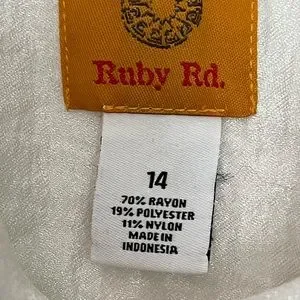 Ruby Rd.
14
70% RAYON
19% POLYESTER
11% NYLON
MADE IN
INDONESIA